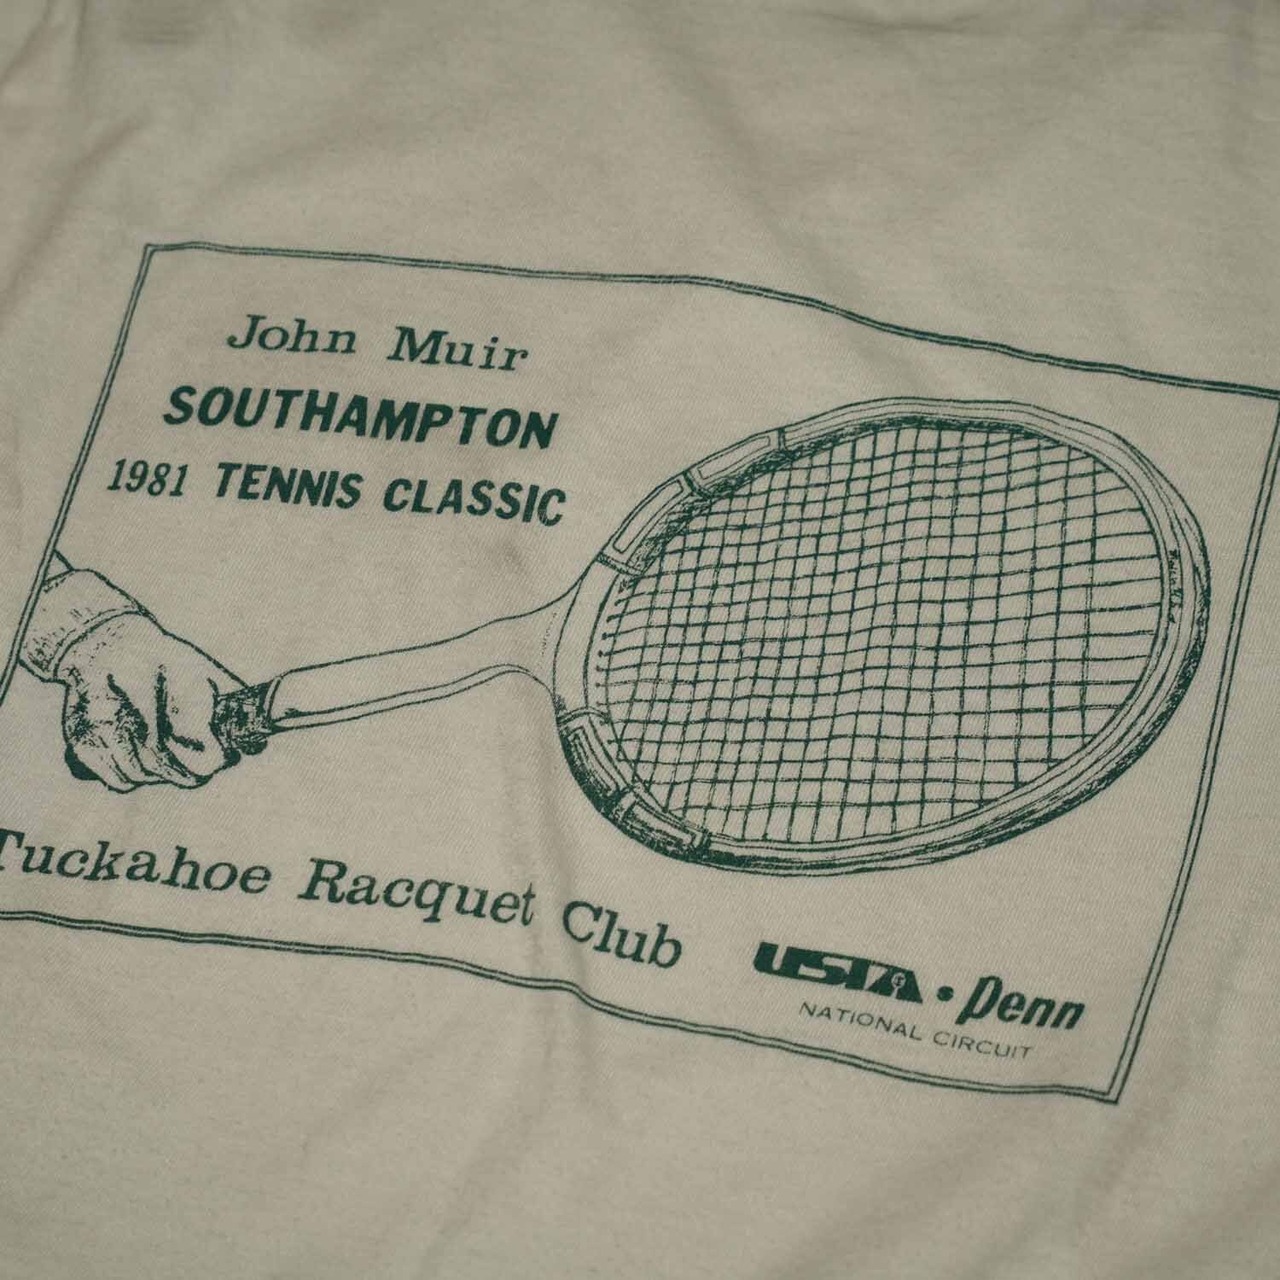 John Muir
SOUTHAMPTON
1981 TENNIS CLASSIC
Tuckahoe Racquet Club
USTA • Penn
NATIONAL CIRCUIT